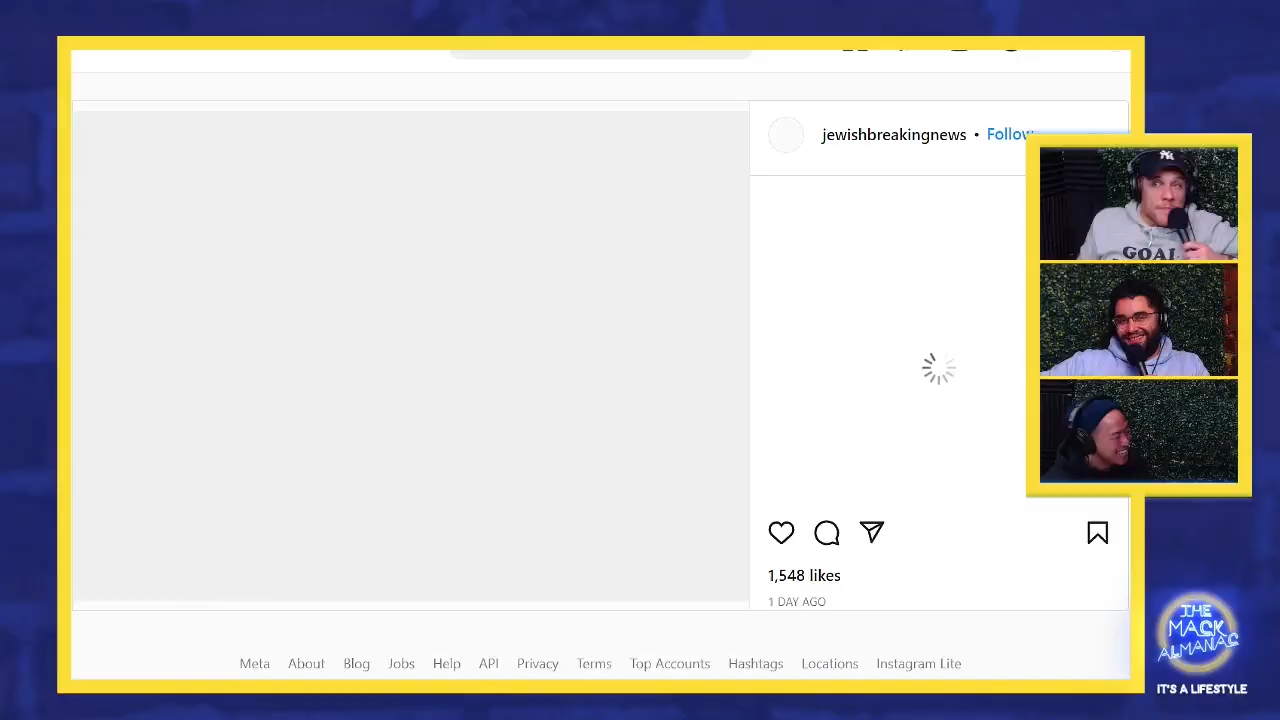 jewishbreakingnews • Follow
GOAL
1,548 likes
1 DAY AGO
Meta About Blog Jobs Help API Privacy Terms Top Accounts Hashtags Locations Instagram Lite
THE
MACK
ALMANAC
IT'S A LIFESTYLE